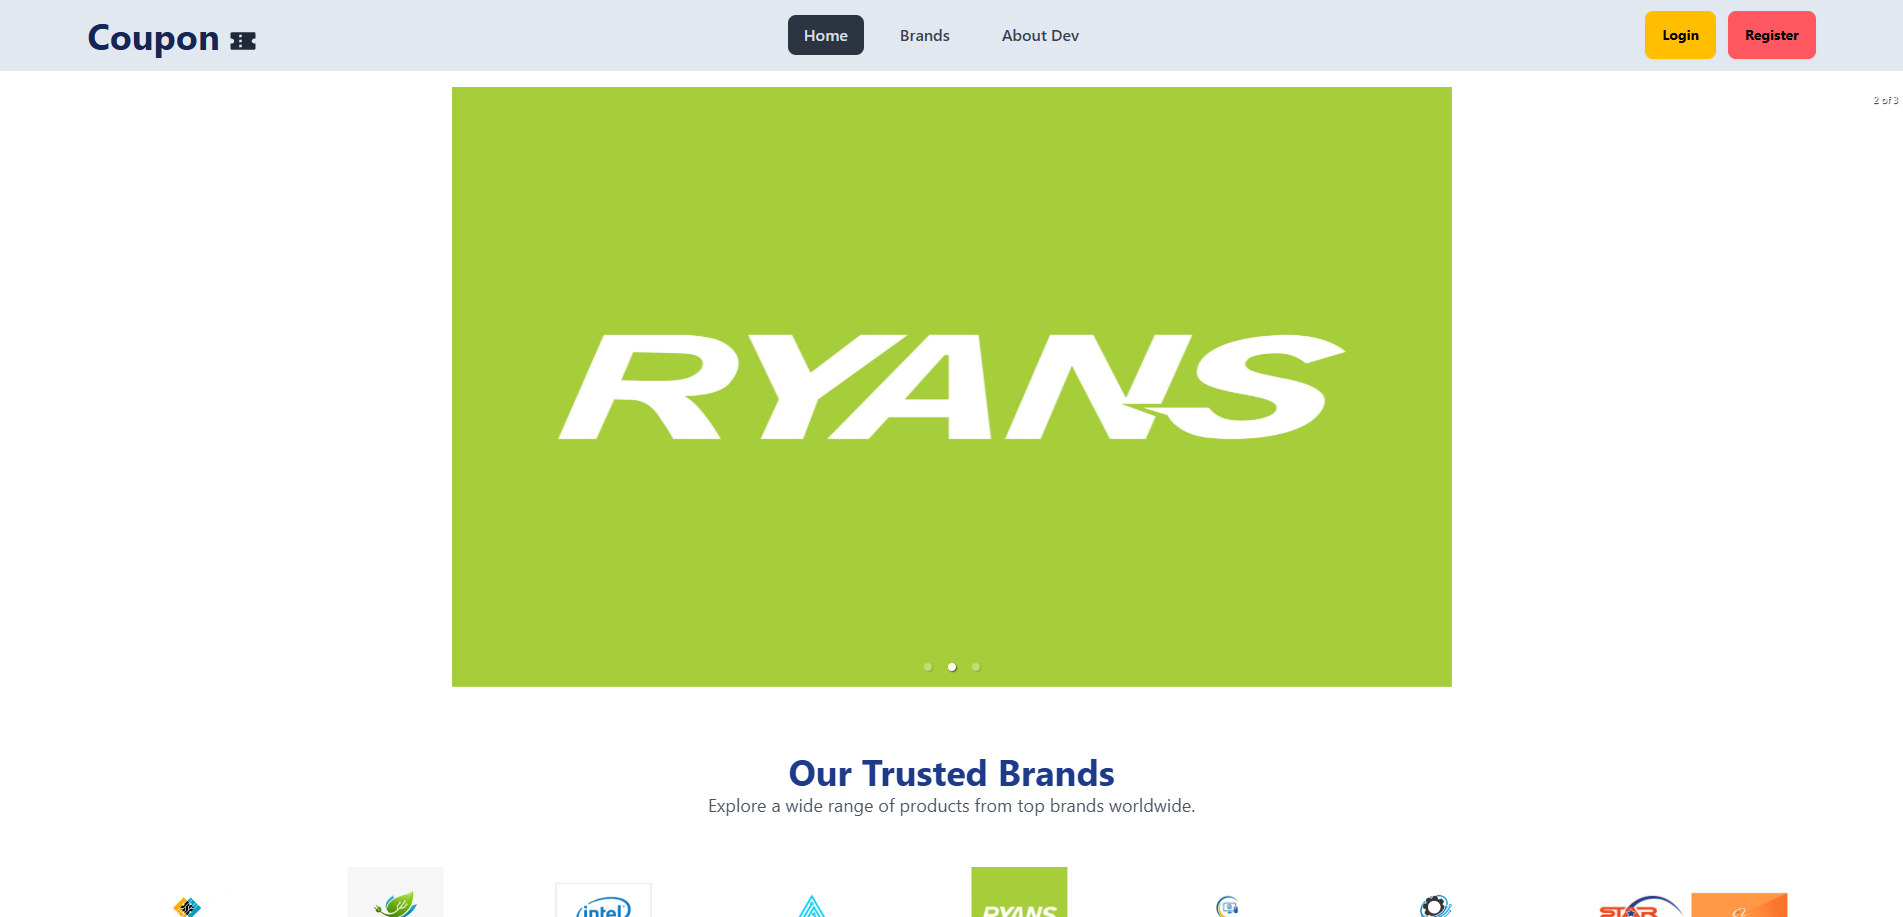 Coupon
Home Brands About Dev
Login Register
2 of 3
RYANS
Our Trusted Brands
Explore a wide range of products from top brands worldwide.
intel
RYANS
STAR